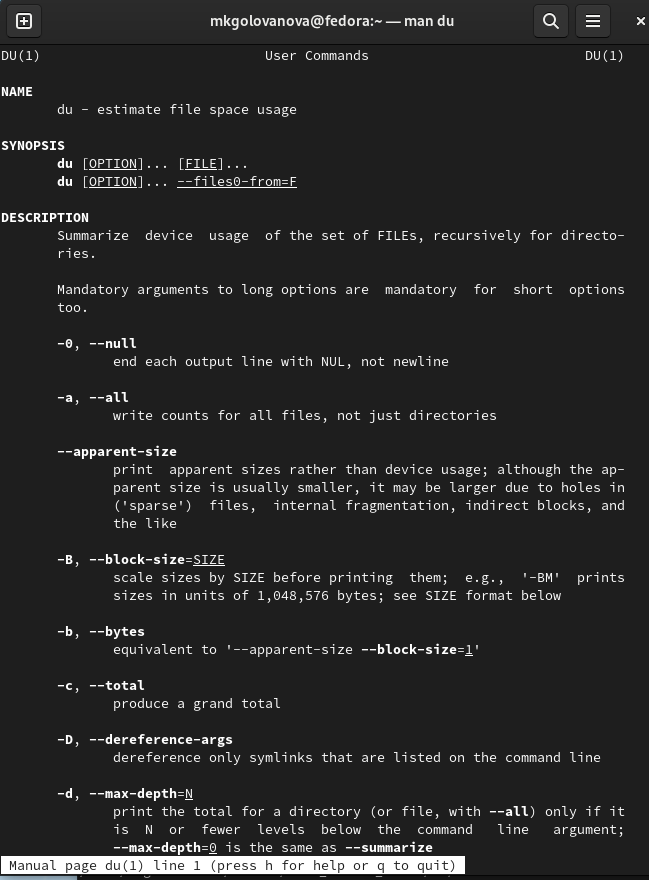 mkgolovanova@fedora:~ — man du
DU(1) User Commands DU(1)
NAME
du - estimate file space usage
SYNOPSIS
du [OPTION]... [FILE]...
du [OPTION]... --files0-from=F
DESCRIPTION
Summarize device usage of the set of FILEs, recursively for directo-
ries.
Mandatory arguments to long options are mandatory for short options
too.
-0, --null
end each output line with NUL, not newline
-a, --all
write counts for all files, not just directories
--apparent-size
print apparent sizes rather than device usage; although the ap-
parent size is usually smaller, it may be larger due to holes in
('sparse') files, internal fragmentation, indirect blocks, and
the like
-B, --block-size=SIZE
scale sizes by SIZE before printing them; e.g., '-BM' prints
sizes in units of 1,048,576 bytes; see SIZE format below
-b, --bytes
equivalent to '--apparent-size --block-size=1'
-c, --total
produce a grand total
-D, --dereference-args
dereference only symlinks that are listed on the command line
-d, --max-depth=N
print the total for a directory (or file, with --all) only if it
is N or fewer levels below the command line argument;
--max-depth=0 is the same as --summarize
Manual page du(1) line 1 (press h for help or q to quit)